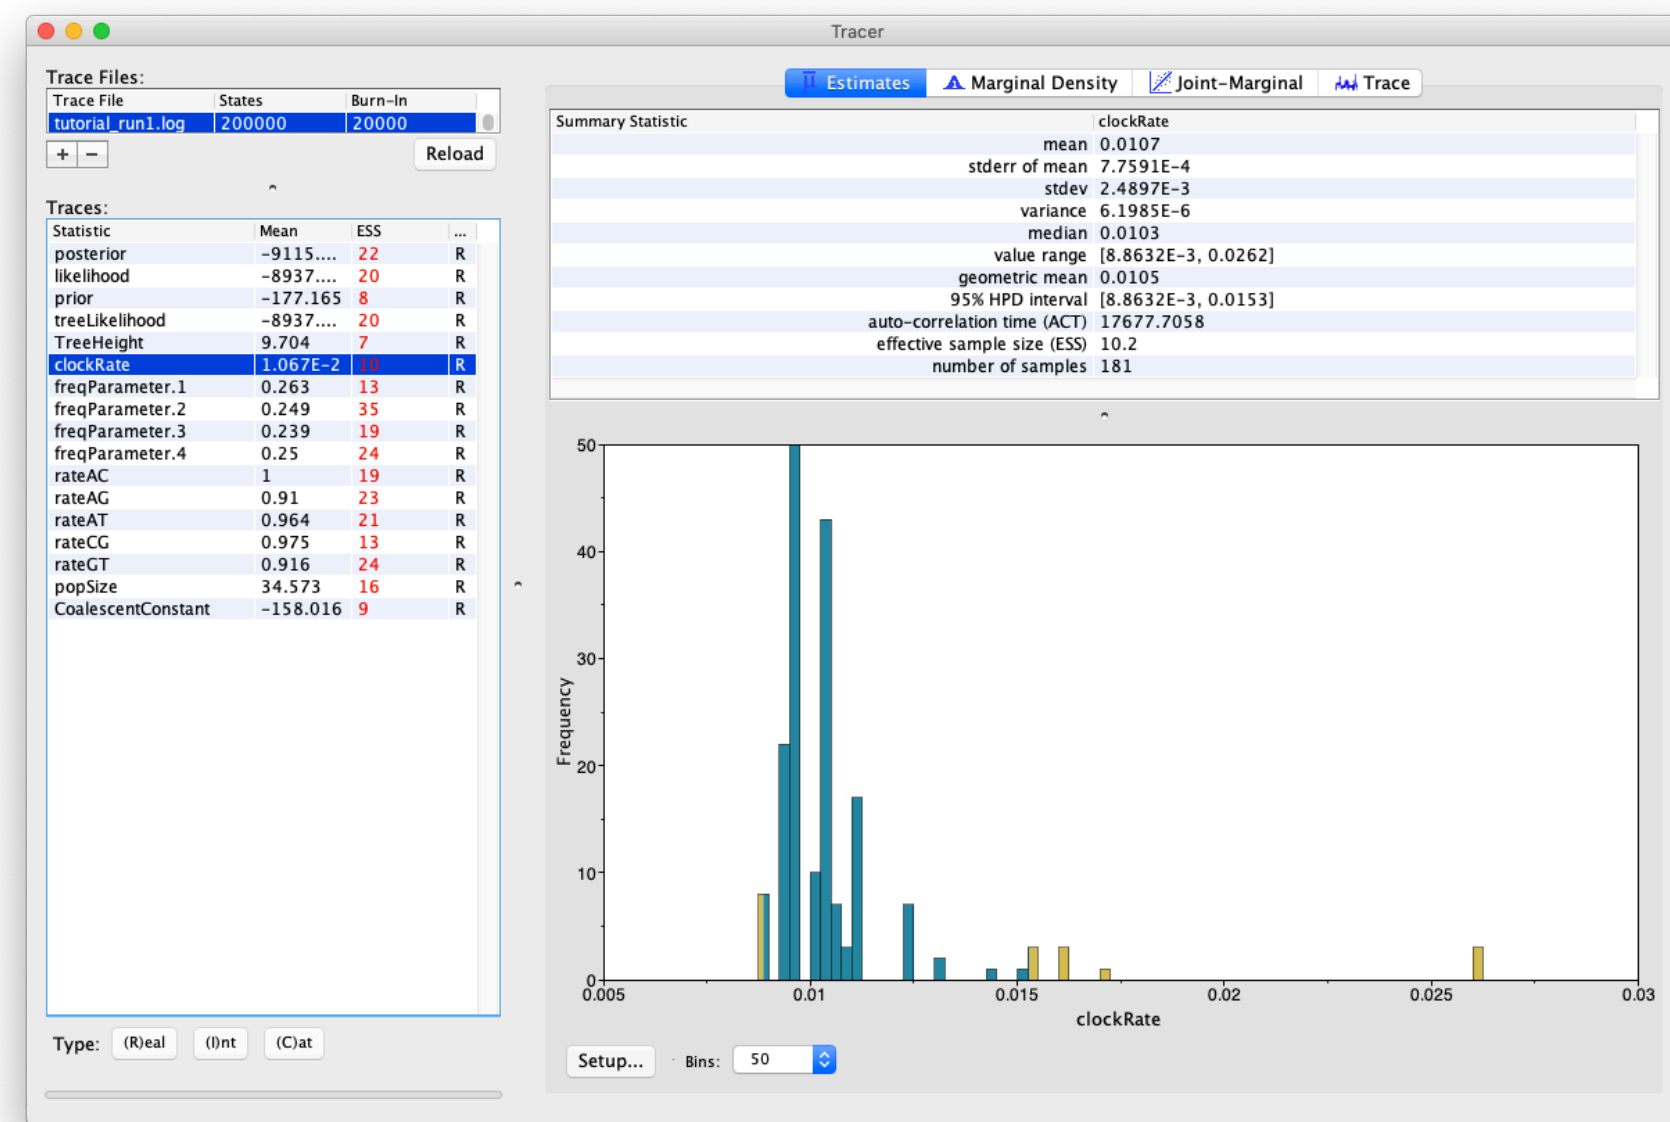 Tracer
Trace Files:
Trace File States Burn-In
tutorial_run1.log 200000 20000
+ −
Reload
Traces:
Statistic Mean ESS ...
posterior -9115.... 22 R
likelihood -8937.... 20 R
prior -177.165 8 R
treeLikelihood -8937.... 20 R
TreeHeight 9.704 7 R
clockRate 1.067E-2 10 R
freqParameter.1 0.263 13 R
freqParameter.2 0.249 35 R
freqParameter.3 0.239 19 R
freqParameter.4 0.25 24 R
rateAC 1 19 R
rateAG 0.91 23 R
rateAT 0.964 21 R
rateCG 0.975 13 R
rateGT 0.916 24 R
popSize 34.573 16 R
CoalescentConstant -158.016 9 R
Type: (R)eal (I)nt (C)at
Estimates Marginal Density Joint-Marginal Trace
Summary Statistic clockRate
mean 0.0107
stderr of mean 7.7591E-4
stdev 2.4897E-3
variance 6.1985E-6
median 0.0103
value range [8.8632E-3, 0.0262]
geometric mean 0.0105
95% HPD interval [8.8632E-3, 0.0153]
auto-correlation time (ACT) 17677.7058
effective sample size (ESS) 10.2
number of samples 181
50
40
30
20
10
0
Frequency
0.005 0.01 0.015 0.02 0.025 0.03
clockRate
Setup... Bins: 50